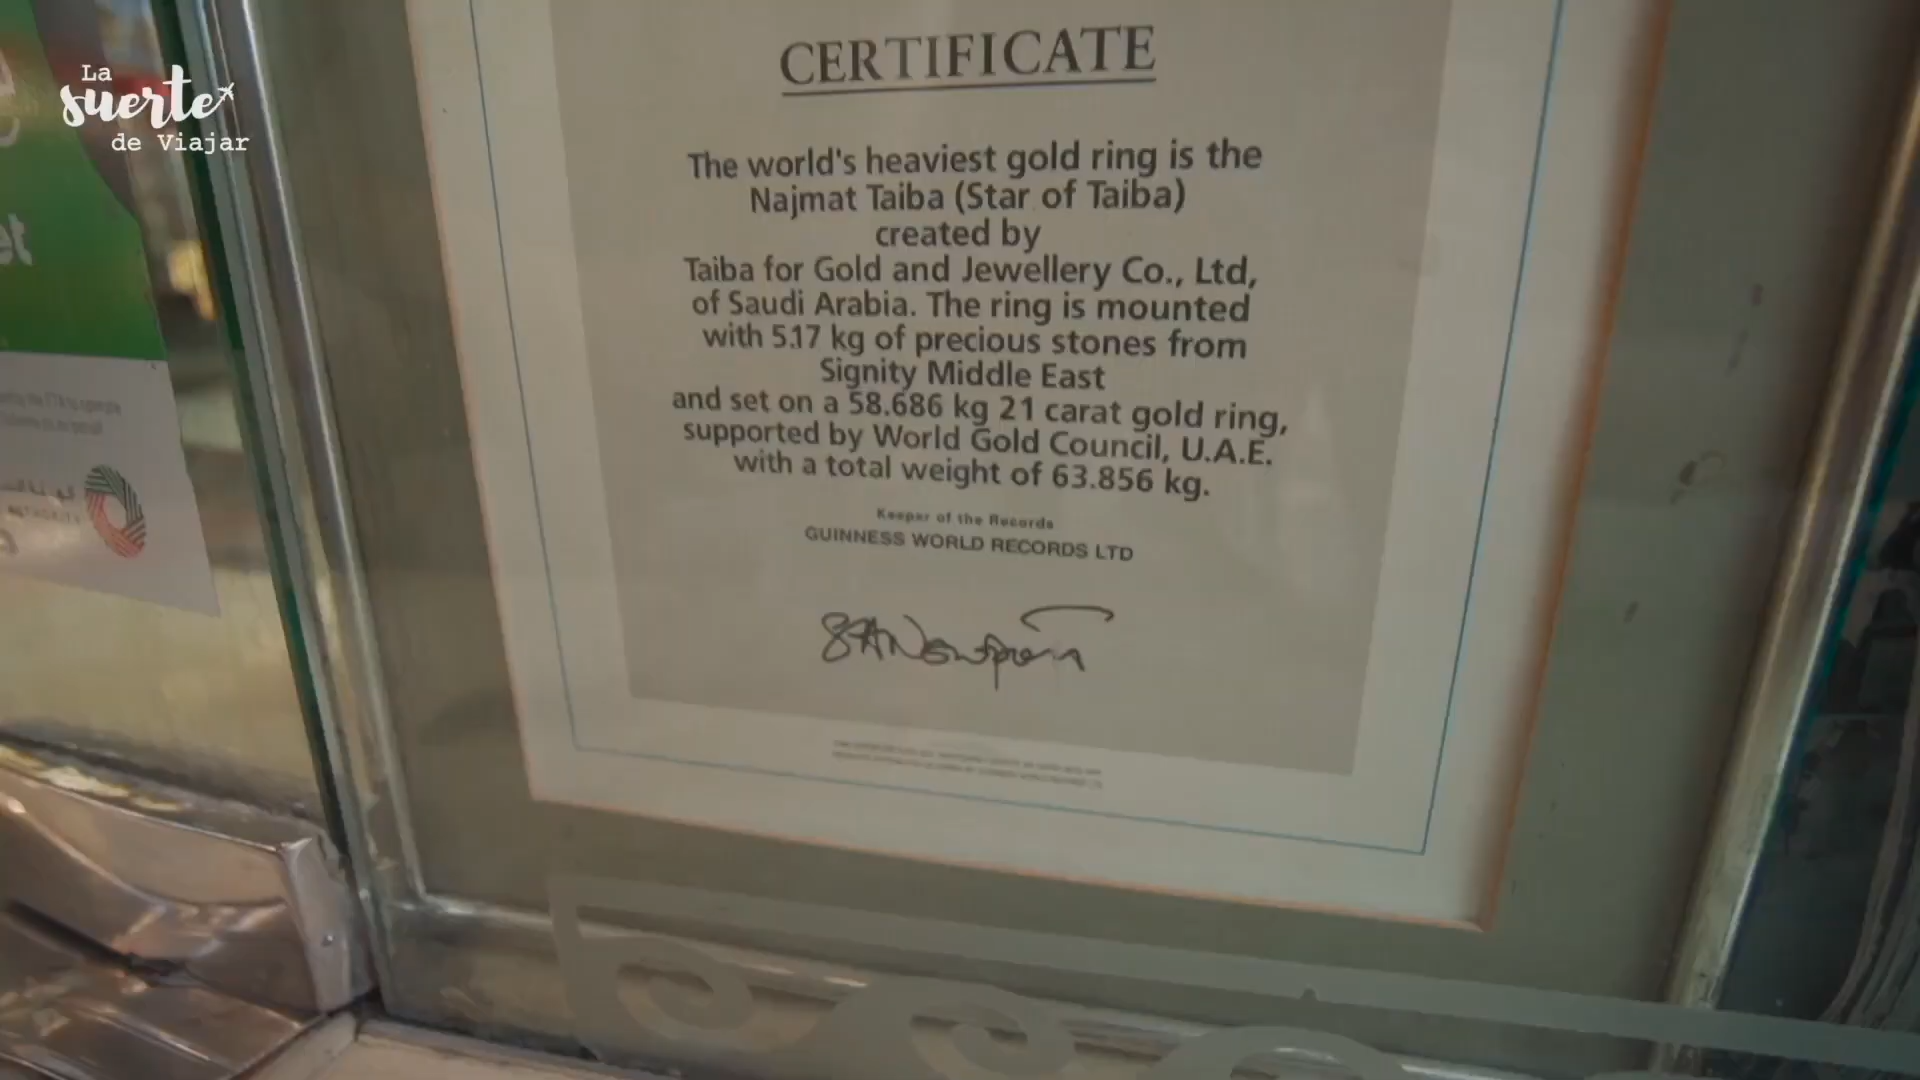 La
suerte
de Viajar
et
CERTIFICATE
The world's heaviest gold ring is the
Najmat Taiba (Star of Taiba)
created by
Taiba for Gold and Jewellery Co., Ltd,
of Saudi Arabia. The ring is mounted
with 5.17 kg of precious stones from
Signity Middle East
and set on a 58.686 kg 21 carat gold ring,
supported by World Gold Council, U.A.E.
with a total weight of 63.856 kg.
Keeper of the Records
GUINNESS WORLD RECORDS LTD